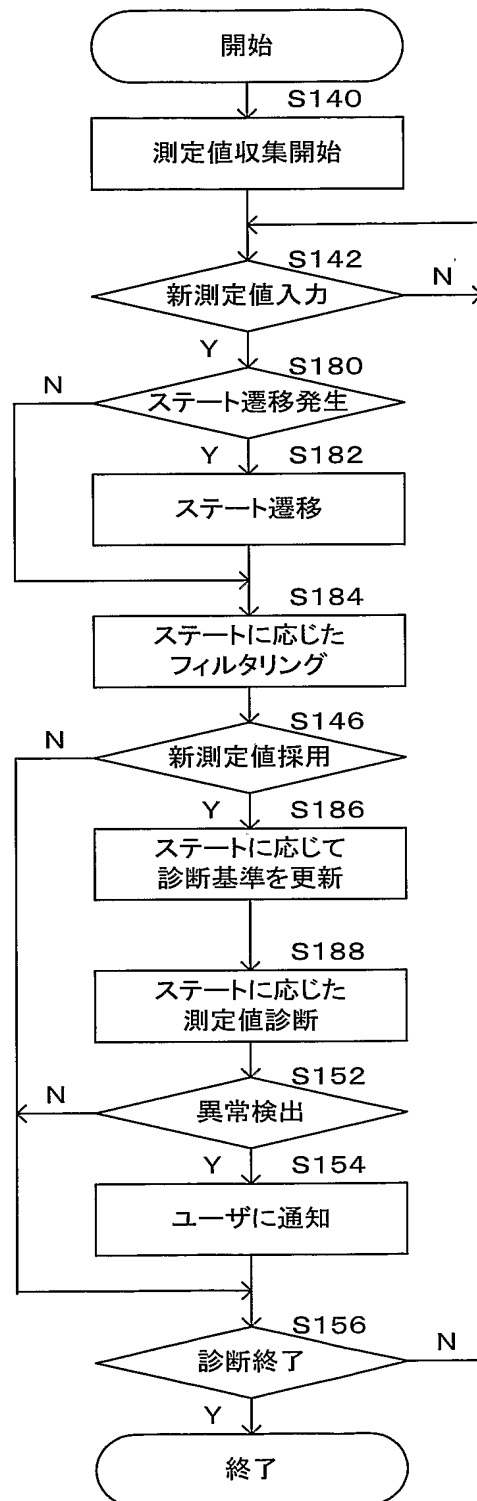 開始
S140
測定値収集開始
S142
新測定値入力
N
Y
S180
N
ステート遷移発生
Y
S182
ステート遷移
S184
ステートに応じた
フィルタリング
S146
N
新測定値採用
Y
S186
ステートに応じて
診断基準を更新
S188
ステートに応じた
測定値診断
S152
N
異常検出
Y
S154
ユーザに通知
S156
診断終了
N
Y
終了